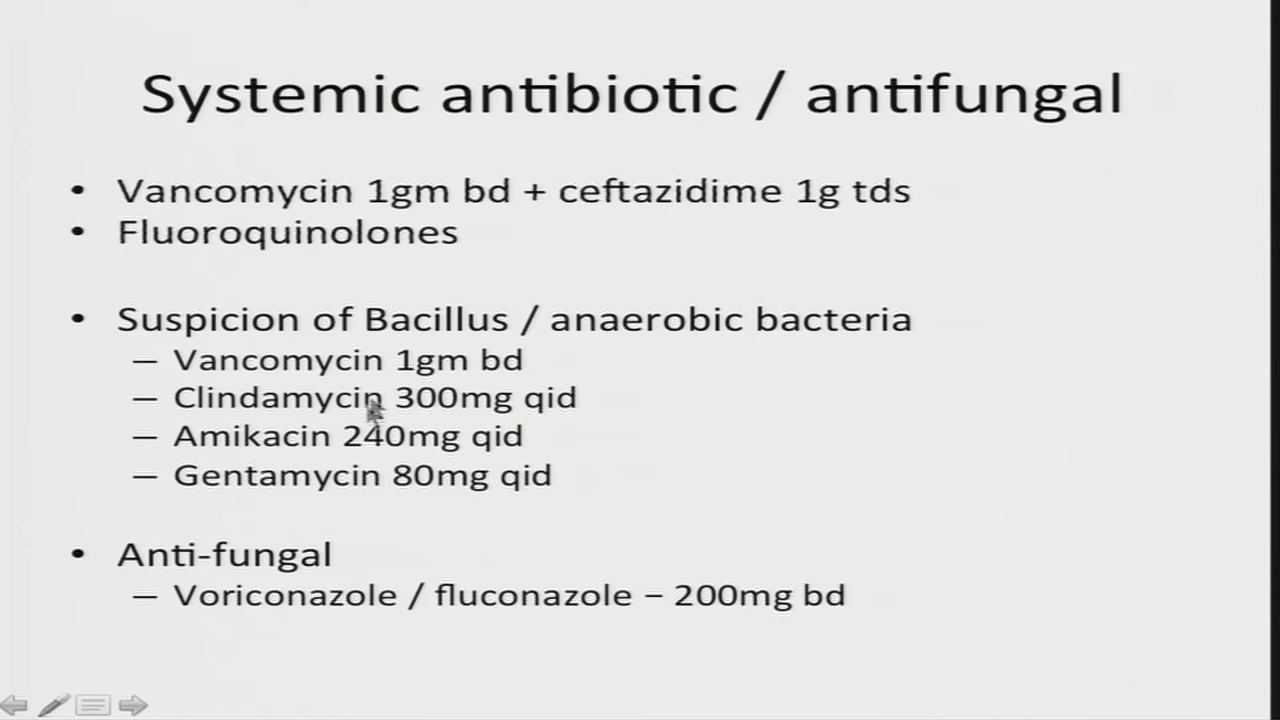 Systemic antibiotic / antifungal
• Vancomycin 1gm bd + ceftazidime 1g tds
• Fluoroquinolones
• Suspicion of Bacillus / anaerobic bacteria
– Vancomycin 1gm bd
– Clindamycin 300mg qid
– Amikacin 240mg qid
– Gentamycin 80mg qid
• Anti-fungal
– Voriconazole / fluconazole – 200mg bd